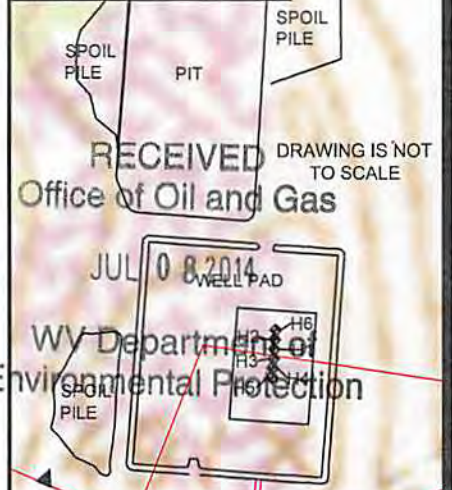 SPOIL
PILE
SPOIL
PILE
PIT
RECEIVED
DRAWING IS NOT
TO SCALE
Office of Oil and Gas
JUL 0 8 2014
WELL PAD
WV Department of
H6
H3
Environmental Protection
SPOIL
PILE